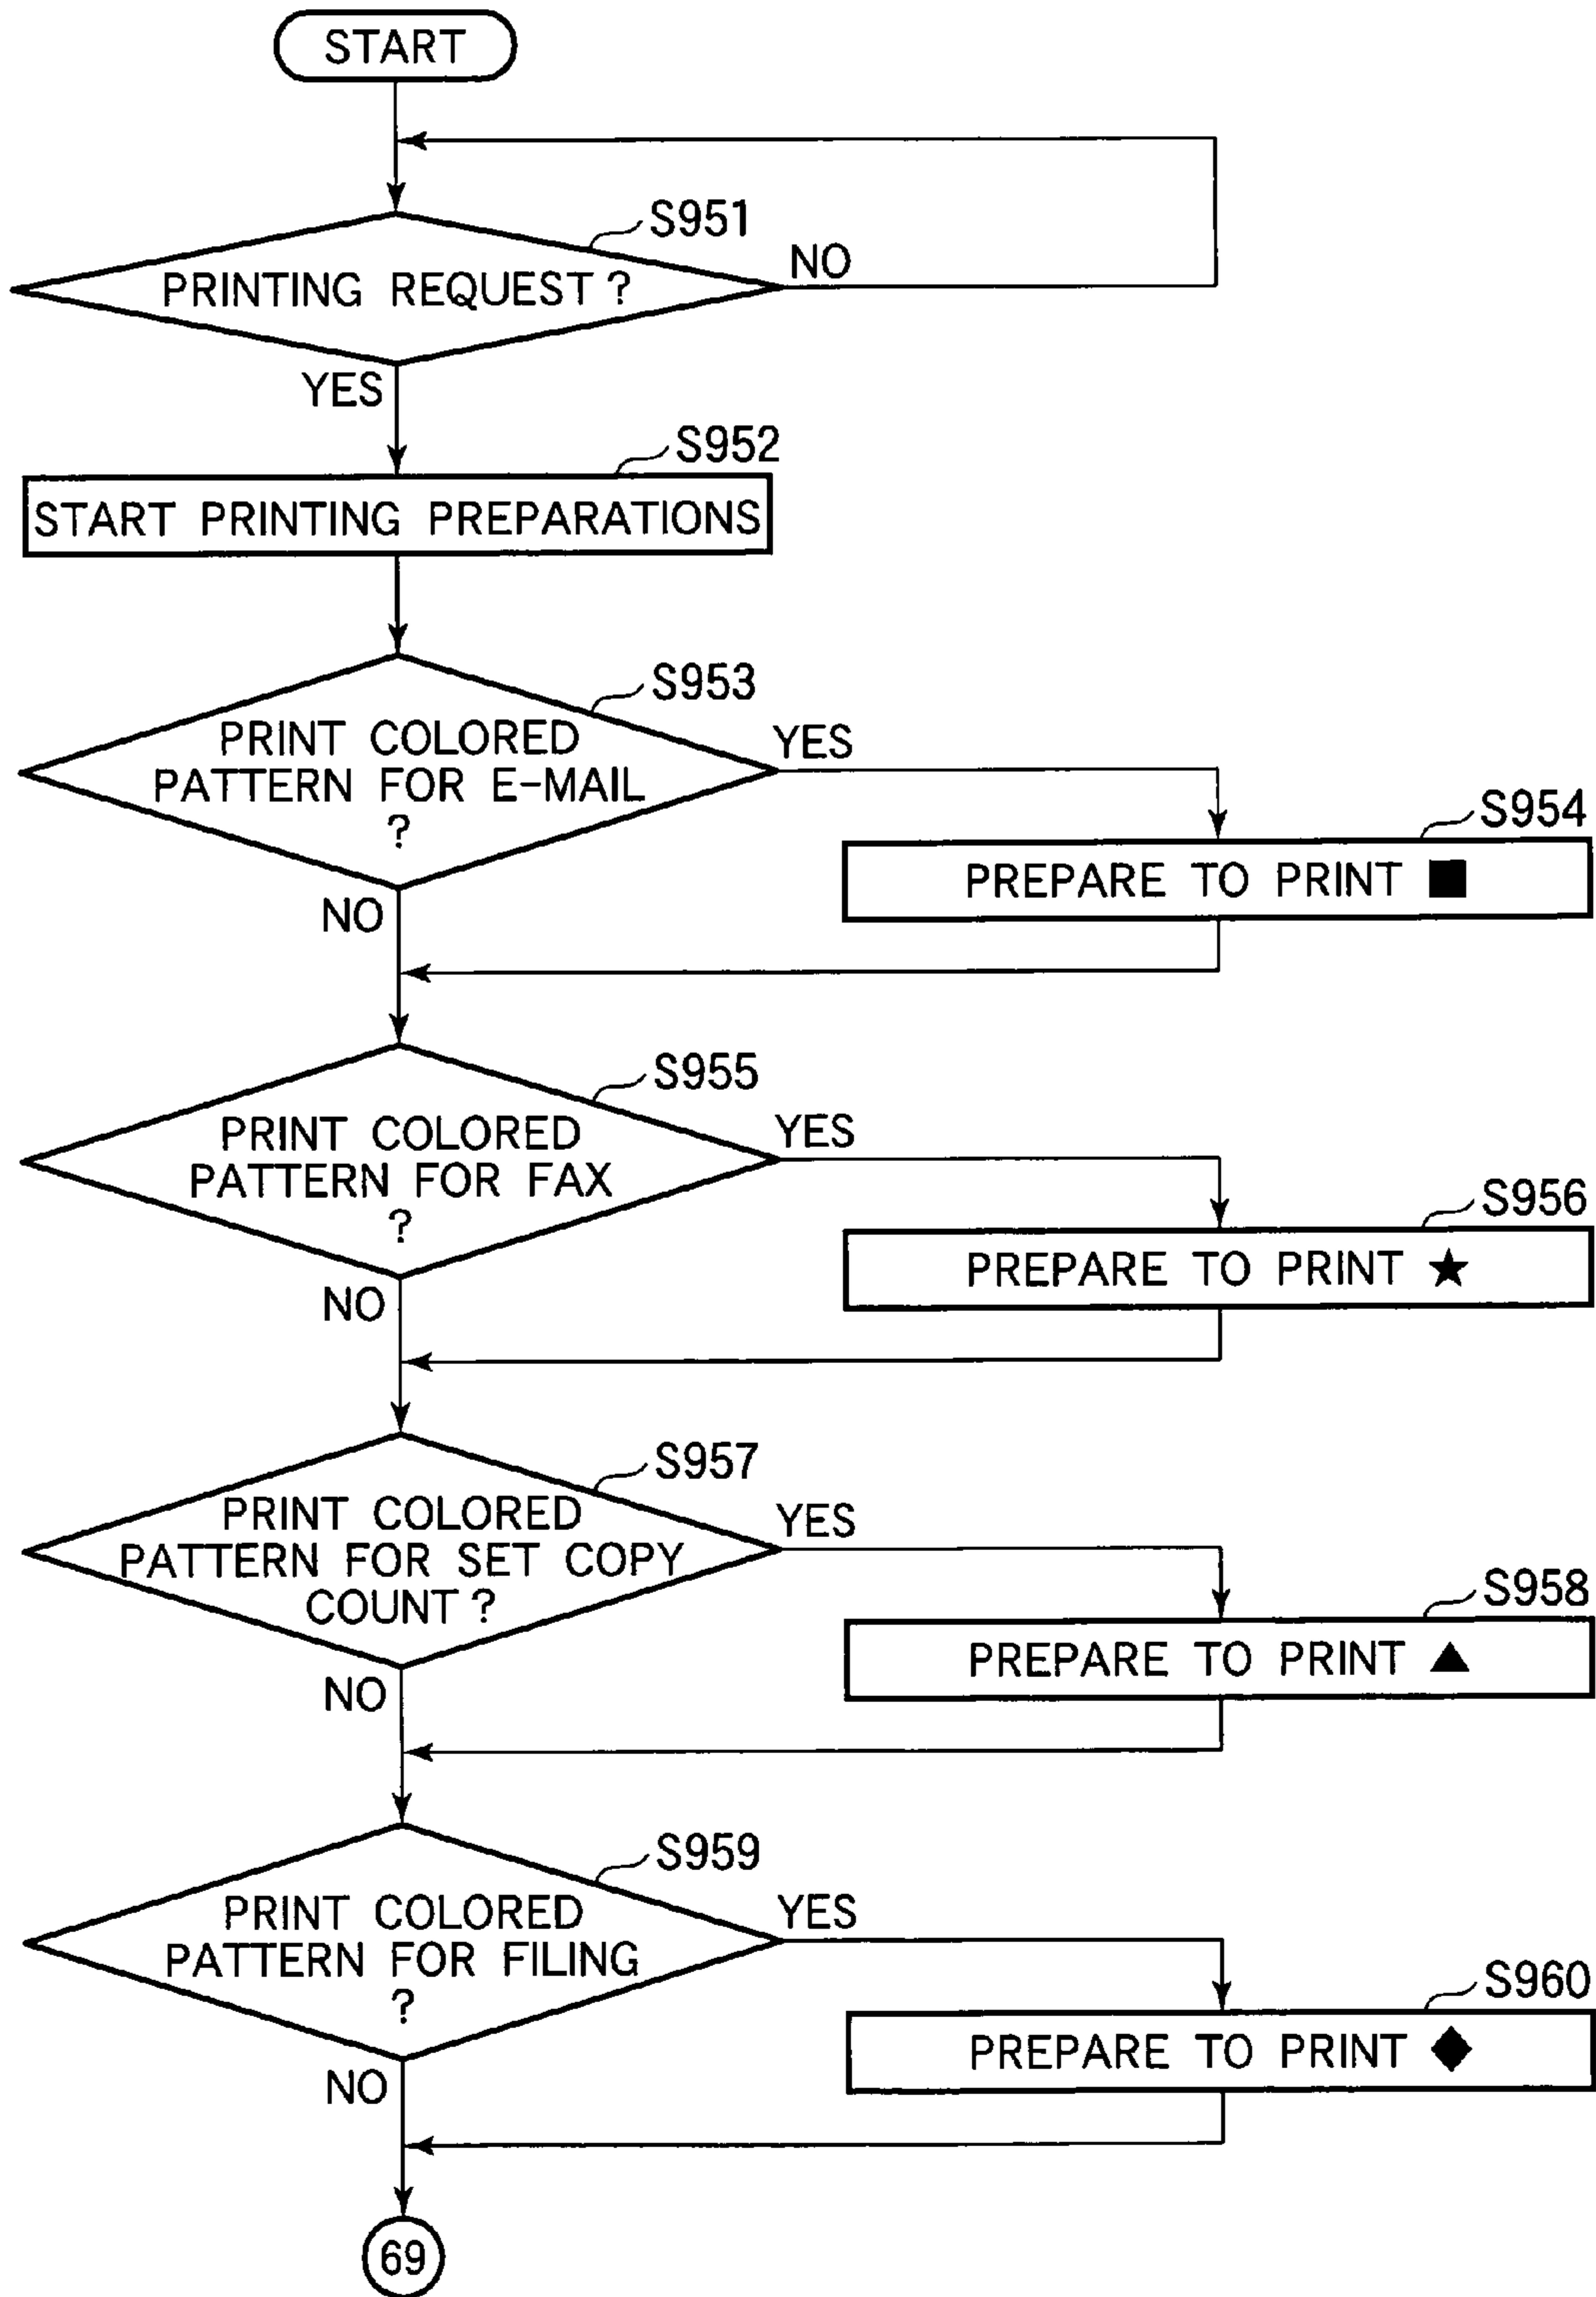 START
S951
PRINTING REQUEST?
NO
YES
S952
START PRINTING PREPARATIONS
S953
PRINT COLORED
PATTERN FOR E-MAIL
?
YES
S954
PREPARE TO PRINT ■
NO
S955
PRINT COLORED
PATTERN FOR FAX
?
YES
S956
PREPARE TO PRINT ★
NO
S957
PRINT COLORED
PATTERN FOR SET COPY
COUNT?
YES
S958
PREPARE TO PRINT ▲
NO
S959
PRINT COLORED
PATTERN FOR FILING
?
YES
S960
PREPARE TO PRINT ◆
NO
69